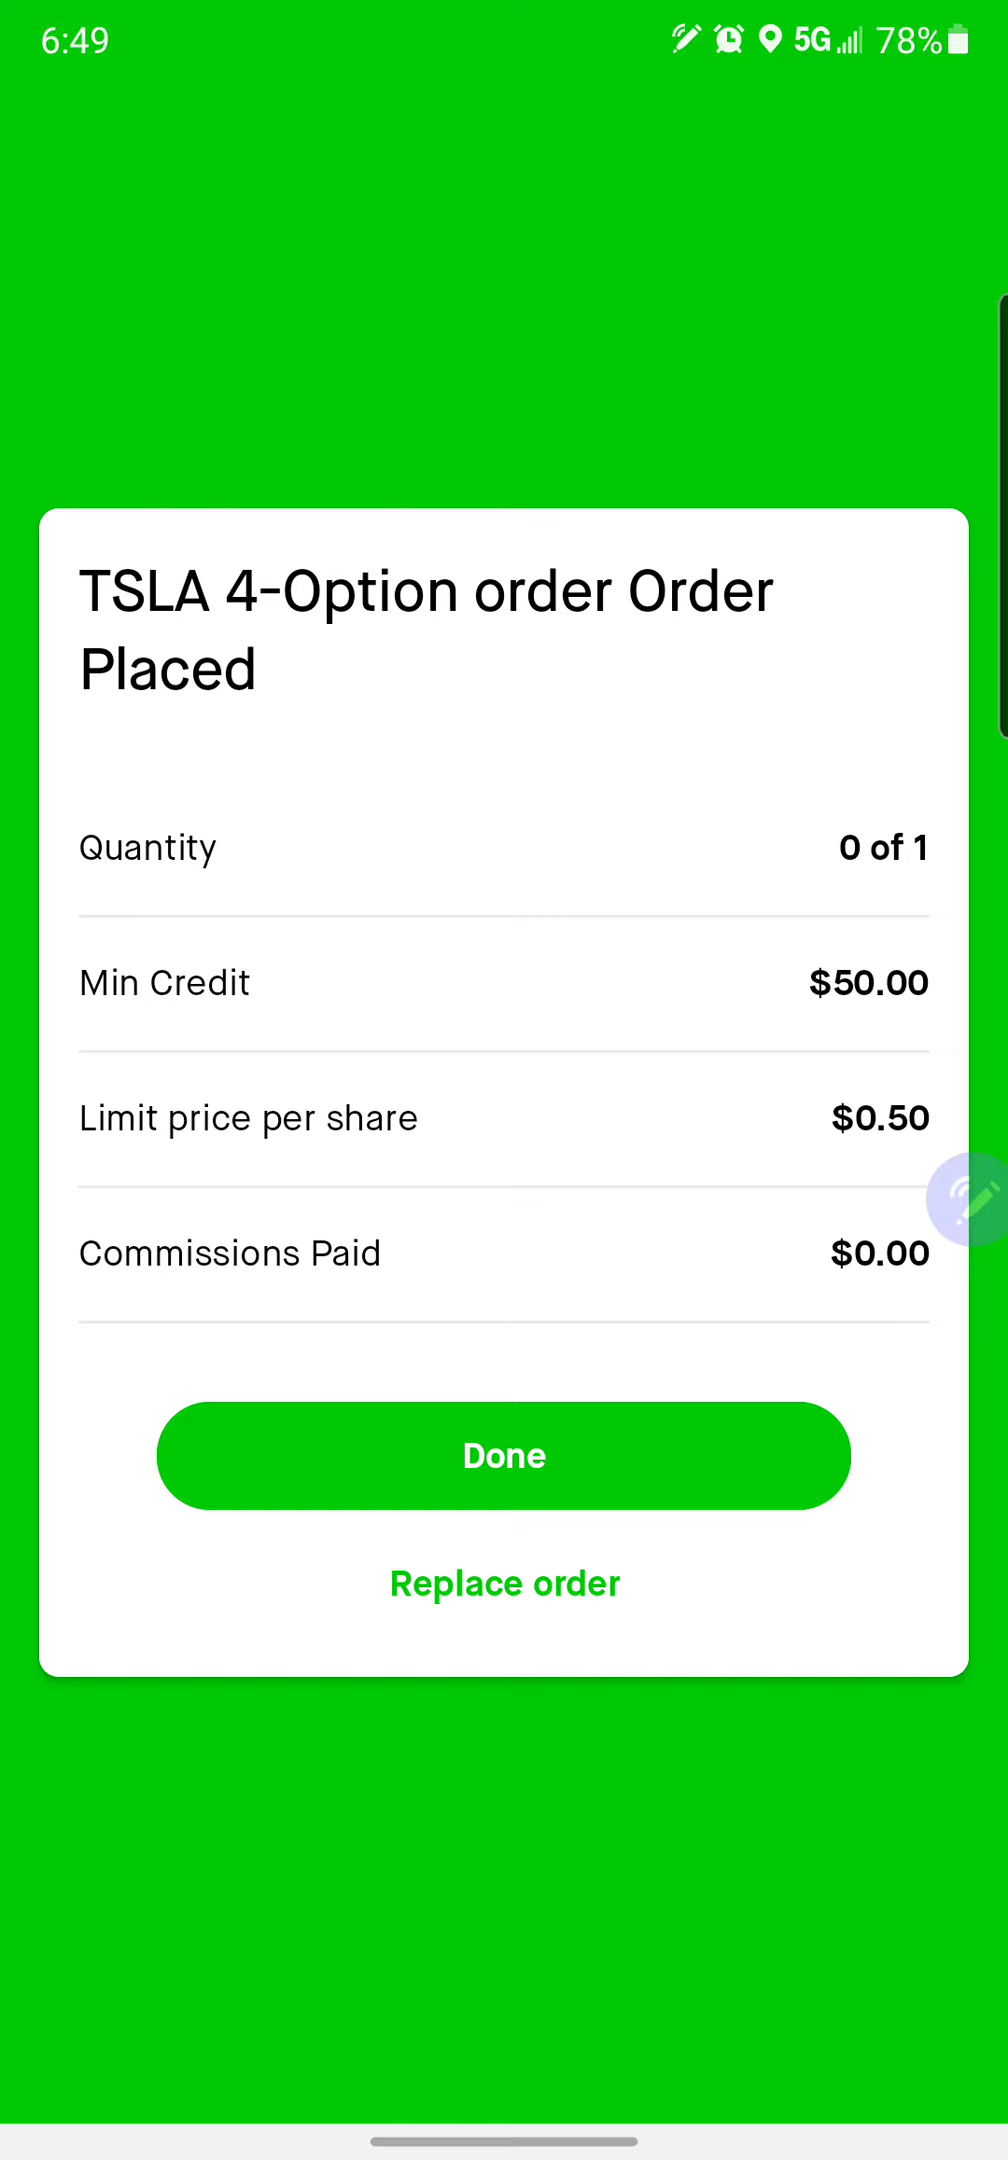 6:49 5G 78%
TSLA 4-Option order Order
Placed
Quantity 0 of 1
Min Credit $50.00
Limit price per share $0.50
Commissions Paid $0.00
Done
Replace order